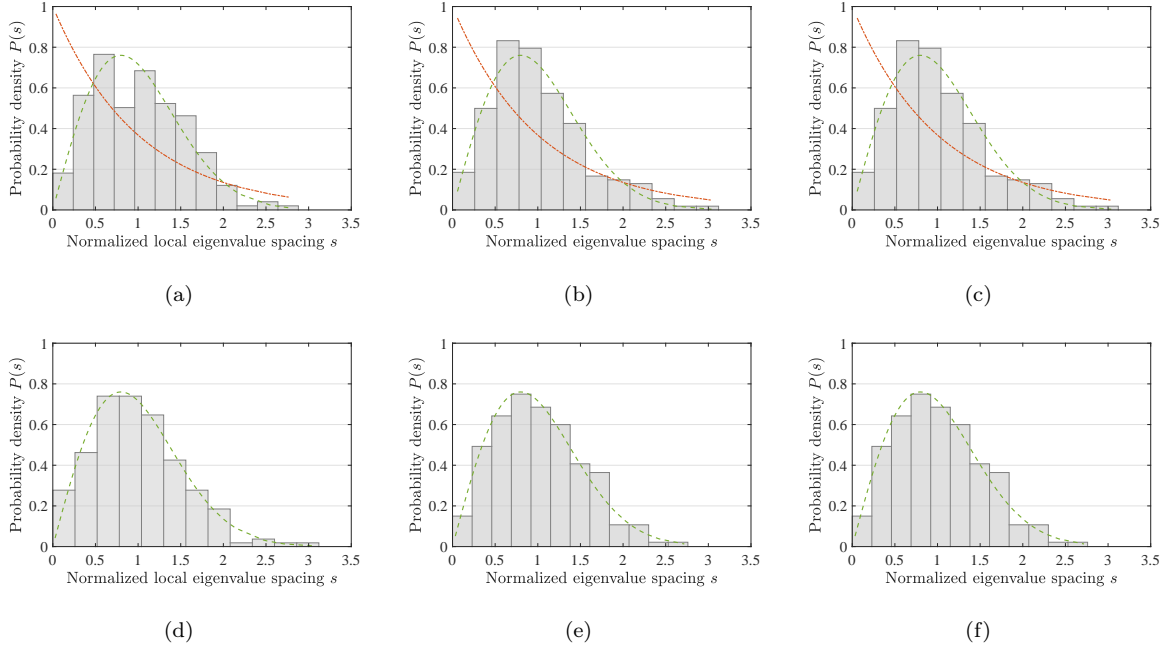 Probability density P(s)
1
0.8
0.6
0.4
0.2
0
0 0.5 1 1.5 2 2.5 3 3.5
Normalized local eigenvalue spacing s
(a)
Probability density P(s)
1
0.8
0.6
0.4
0.2
0
0 0.5 1 1.5 2 2.5 3 3.5
Normalized eigenvalue spacing s
(b)
Probability density P(s)
1
0.8
0.6
0.4
0.2
0
0 0.5 1 1.5 2 2.5 3 3.5
Normalized eigenvalue spacing s
(c)
Probability density P(s)
1
0.8
0.6
0.4
0.2
0
0 0.5 1 1.5 2 2.5 3 3.5
Normalized local eigenvalue spacing s
(d)
Probability density P(s)
1
0.8
0.6
0.4
0.2
0
0 0.5 1 1.5 2 2.5 3 3.5
Normalized eigenvalue spacing s
(e)
Probability density P(s)
1
0.8
0.6
0.4
0.2
0
0 0.5 1 1.5 2 2.5 3 3.5
Normalized eigenvalue spacing s
(f)